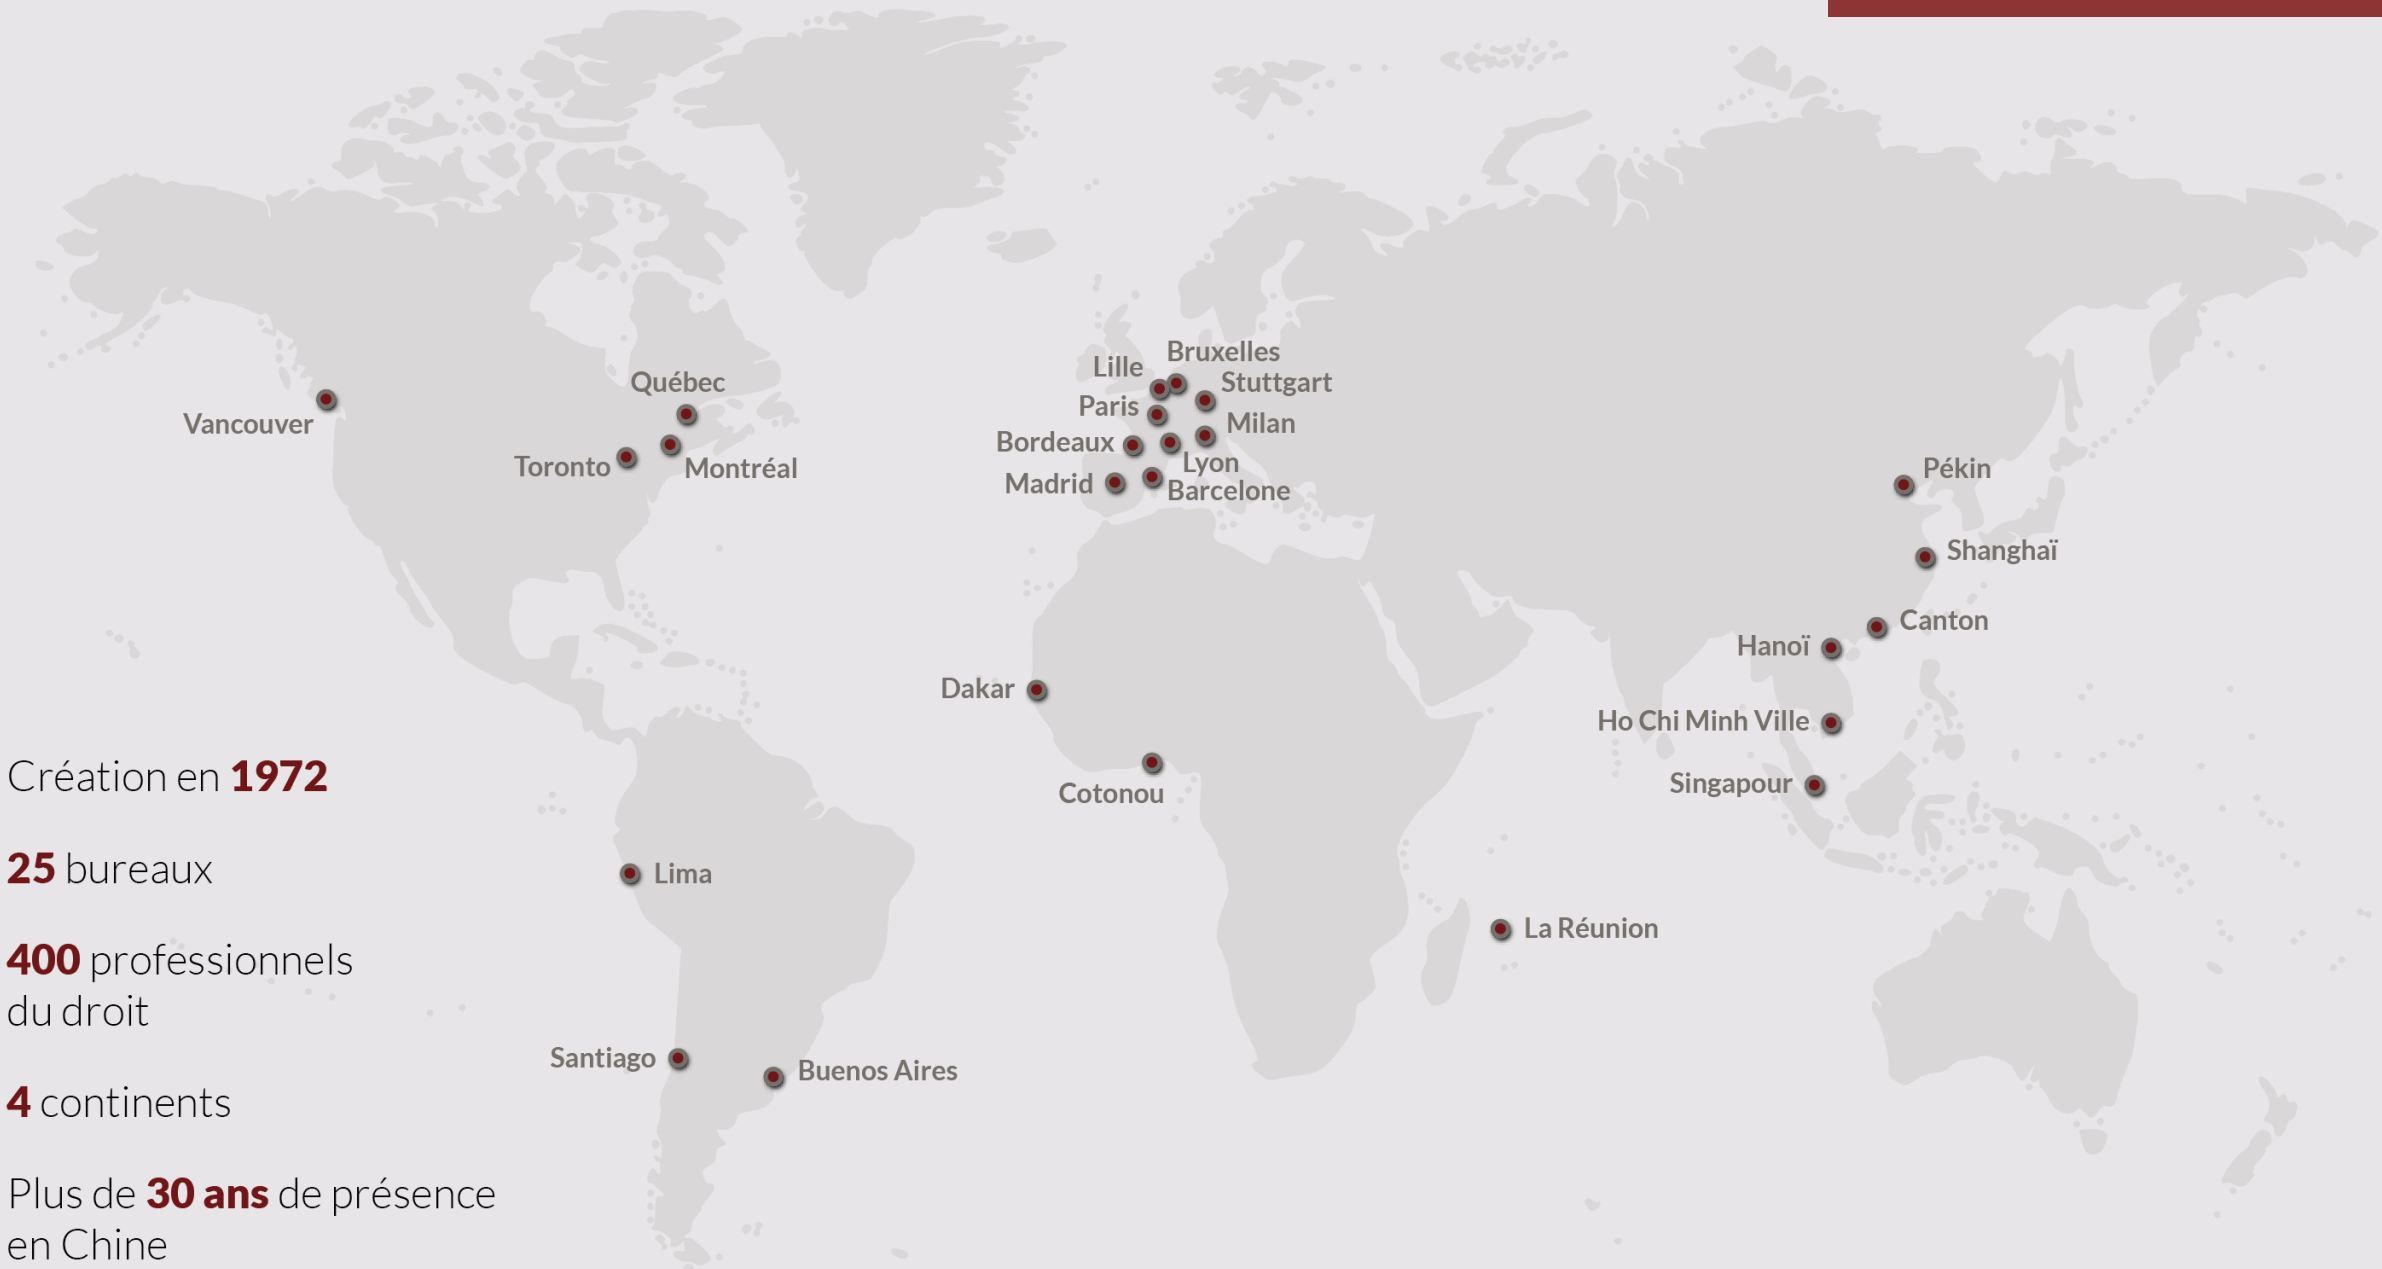 Bruxelles
Lille
Stuttgart
Québec
Paris
Vancouver
Milan
Bordeaux
Lyon
Toronto
Montréal
Pékin
Madrid
Barcelone
Shanghaï
Canton
Hanoï
Dakar
Ho Chi Minh Ville
Création en 1972
Singapour
Cotonou
25 bureaux
Lima
La Réunion
400 professionnels
du droit
Santiago
Buenos Aires
4 continents
Plus de 30 ans de présence
en Chine